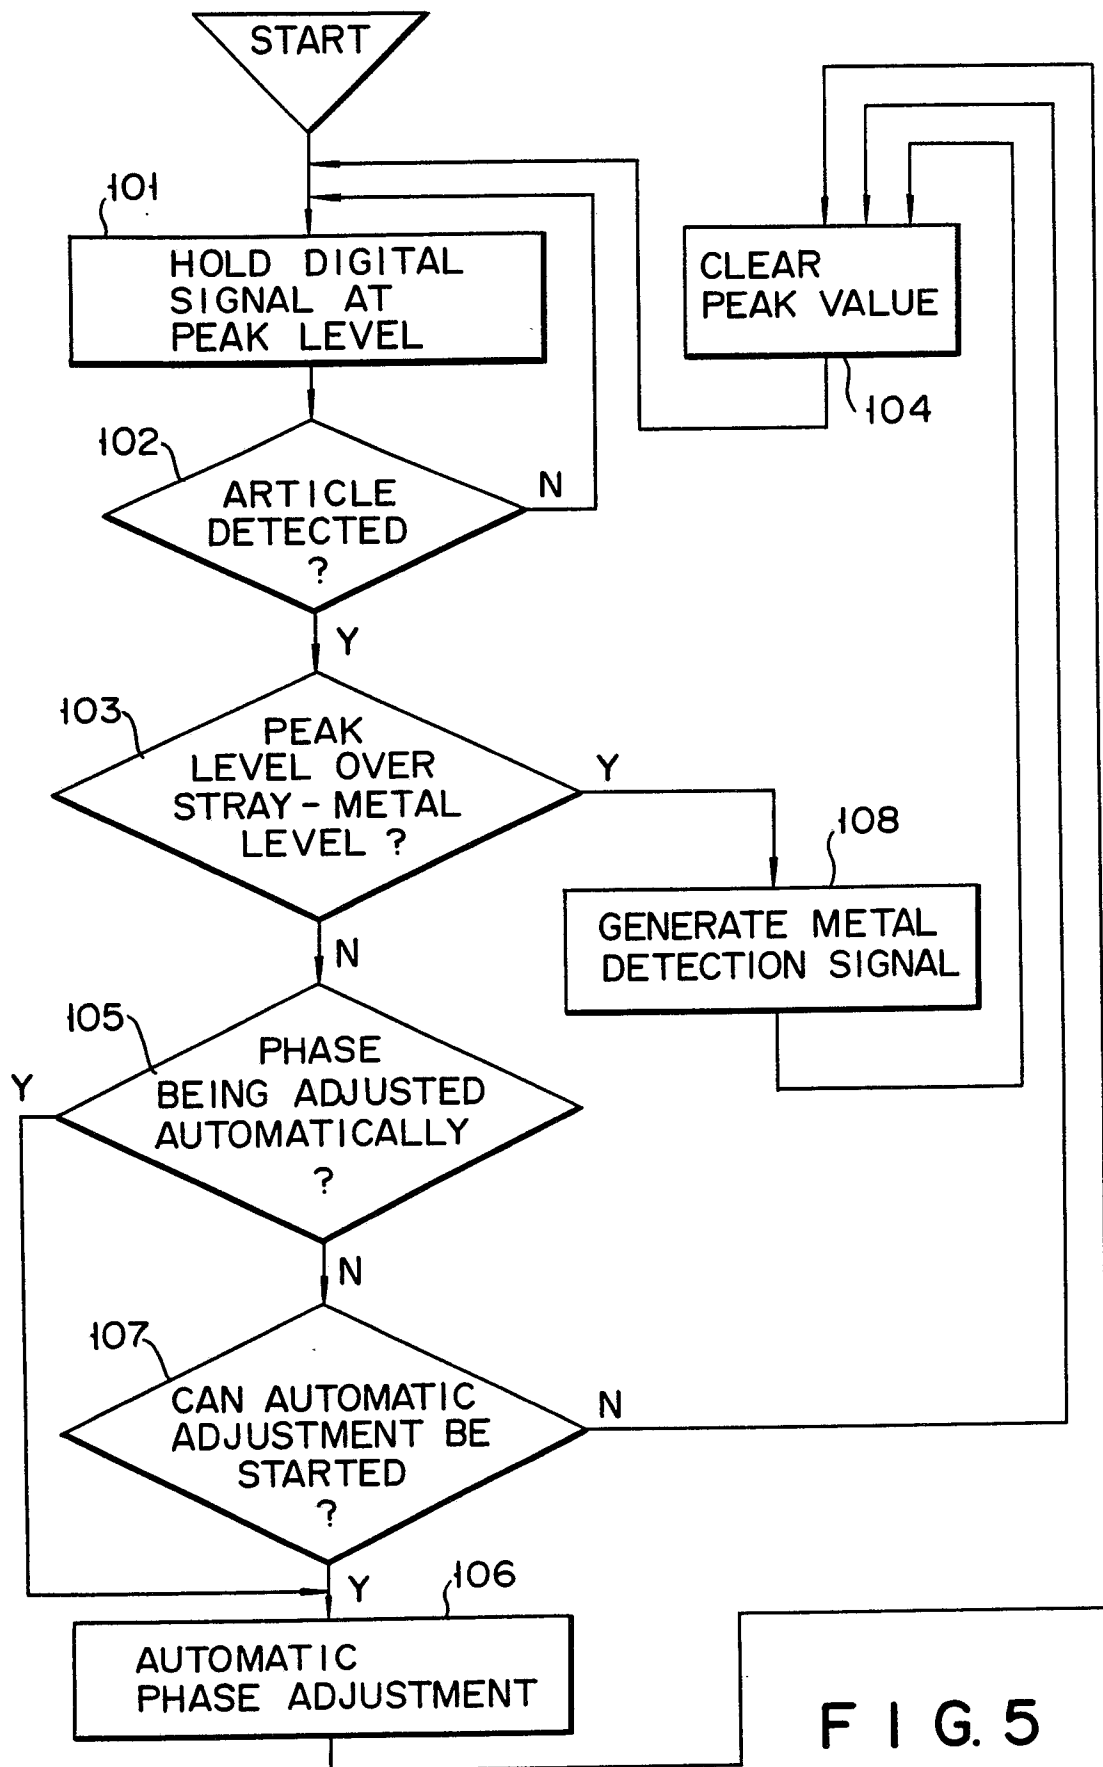 START
101
HOLD DIGITAL
SIGNAL AT
PEAK LEVEL
CLEAR
PEAK VALUE
104
102
ARTICLE
DETECTED
?
N
Y
103
PEAK
LEVEL OVER
STRAY-METAL
LEVEL ?
Y
108
GENERATE METAL
DETECTION SIGNAL
N
105
PHASE
BEING ADJUSTED
AUTOMATICALLY
?
Y
N
107
CAN AUTOMATIC
ADJUSTMENT BE
STARTED
?
N
Y
106
AUTOMATIC
PHASE ADJUSTMENT
FIG. 5